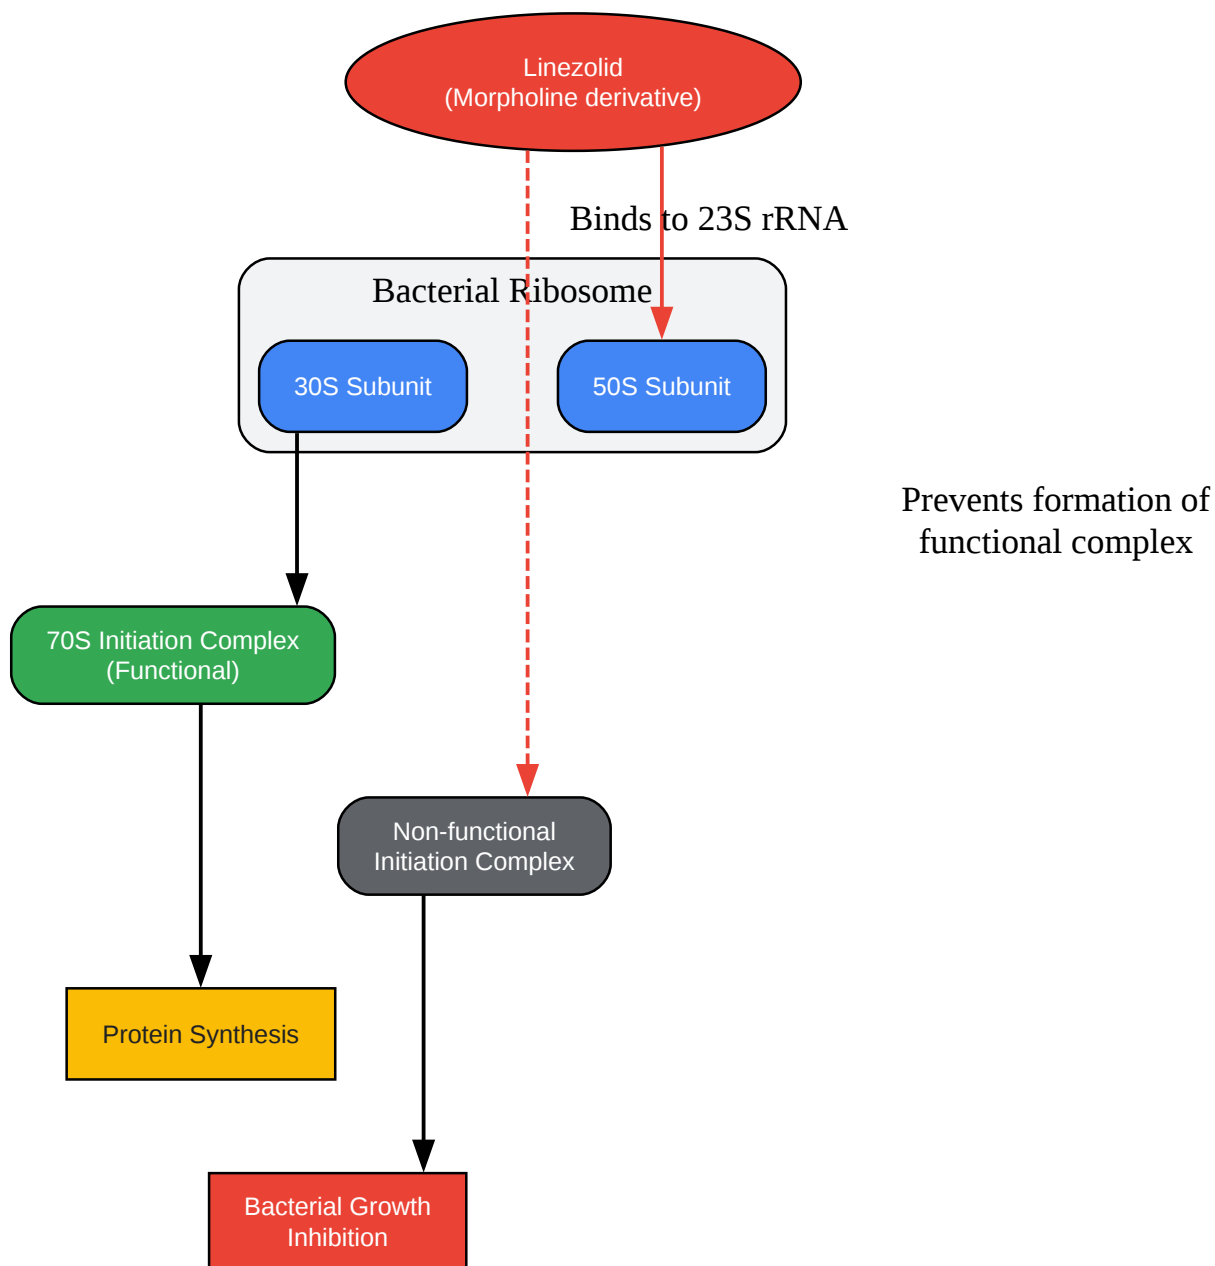 Linezolid
(Morpholine derivative)
Binds to 23S rRNA
Bacterial Ribosome
30S Subunit
50S Subunit
Prevents formation of
functional complex
70S Initiation Complex
(Functional)
Non-functional
Initiation Complex
Protein Synthesis
Bacterial Growth
Inhibition